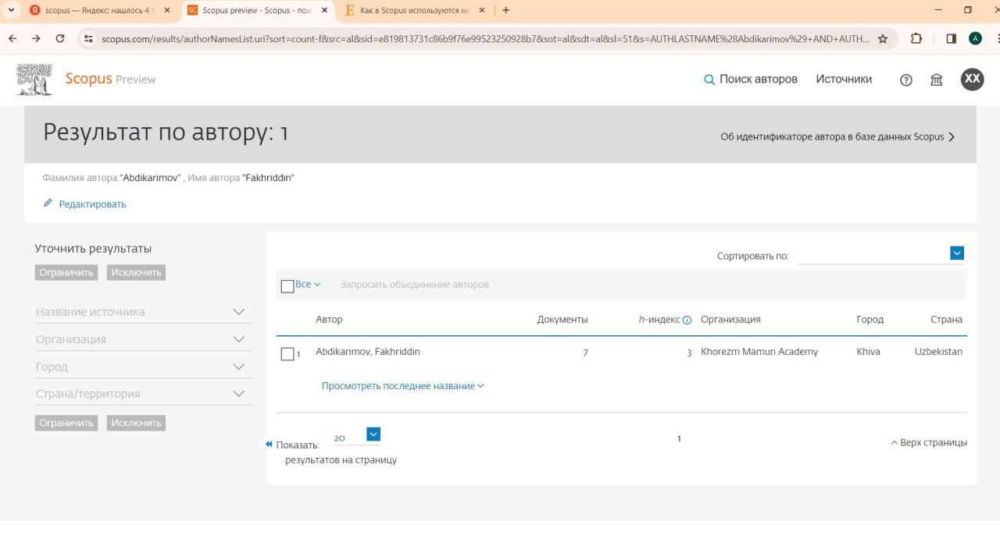 scopus — Яндекс: нашлось 4 т
SC Scopus preview - Scopus - пои
E Как в Scopus используются ме
scopus.com/results/authorNamesList.uri?sort=count-f&src=al&sid=e819813731c86b9f76e99523250928b7&sot=al&sdt=al&sl=51&s=AUTHLASTNAME%28Abdikarimov%29+AND+AUTH...
A
Scopus Preview
Поиск авторов
Источники
XX
Результат по автору: 1
Об идентификаторе автора в базе данных Scopus
Фамилия автора "Abdikarimov" , Имя автора "Fakhriddin"
Редактировать
Уточнить результаты
Ограничить Исключить
Название источника
Организация
Город
Страна/территория
Ограничить Исключить
Сортировать по:
Все Запросить объединение авторов
Автор Документы h-индекс Организация Город Страна
1 Abdikarimov, Fakhriddin 7 3 Khorezm Mamun Academy Khiva Uzbekistan
Просмотреть последнее название
Показать: 20 результатов на страницу
1
Верх страницы